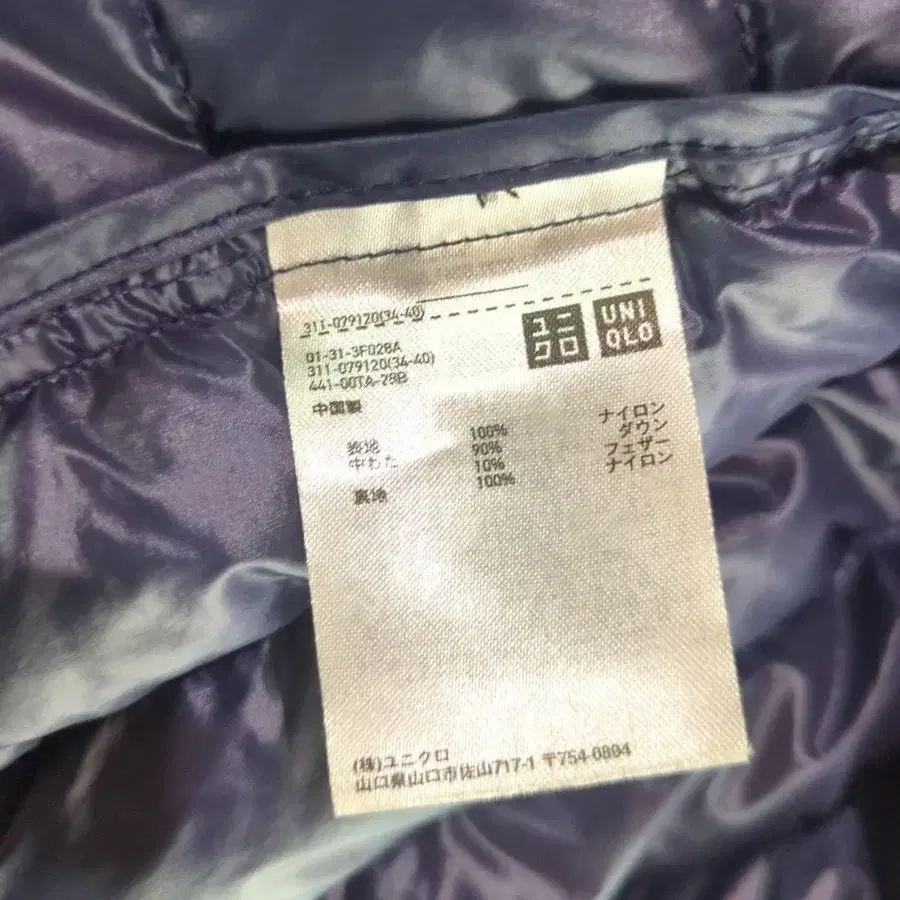 311-079120(34-40)
ユニクロ
UNIQLO
01-31-3F02BA
311-079120(34-40)
441-00TA-28B
中国製
表地 100% ナイロン
中わた 90% ダウン
10% フェザー
裏地 100% ナイロン
(株)ユニクロ
山口県山口市佐山717-1 〒754-0894